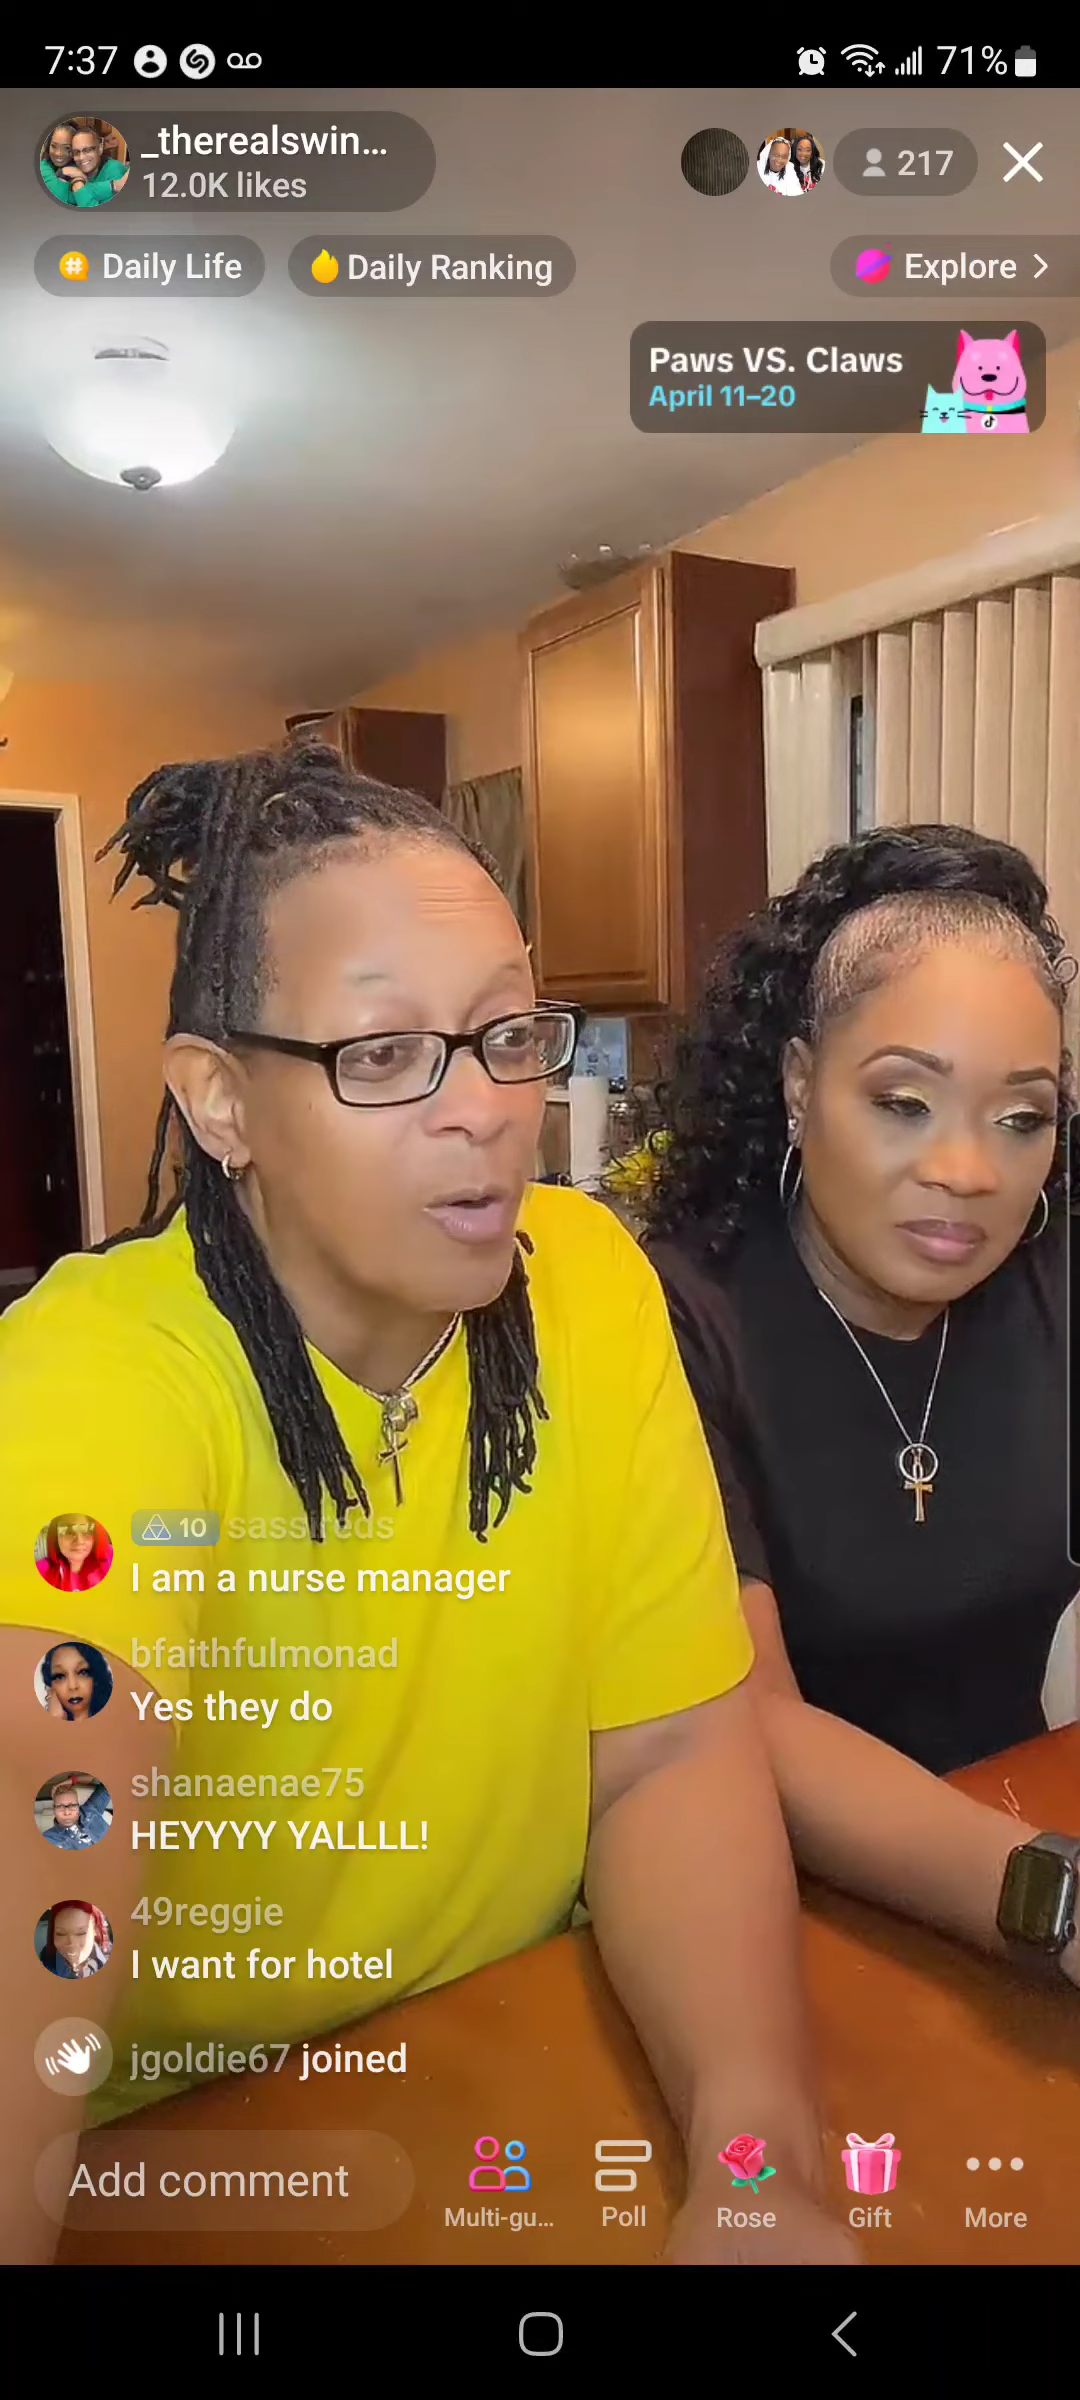 7:37
71%
_therealswin...
12.0K likes
217
Daily Life
Daily Ranking
Explore
Paws VS. Claws
April 11–20
10 sassireds
I am a nurse manager
bfaithfulmonad
Yes they do
shanaenae75
HEYYYY YALLLL!
49reggie
I want for hotel
jgoldie67 joined
Add comment
Multi-gu...
Poll
Rose
Gift
More